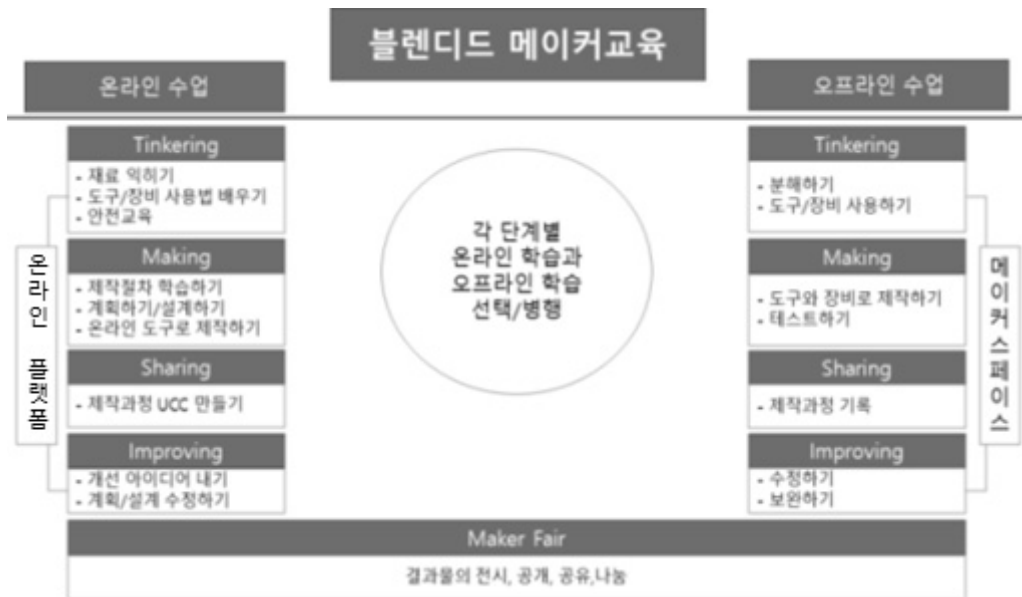 블렌디드 메이커교육
온라인 수업
오프라인 수업
온라인 플랫폼
Tinkering
- 재료 익히기
- 도구/장비 사용법 배우기
- 안전교육
Making
- 제작절차 학습하기
- 계획하기/설계하기
- 온라인 도구로 제작하기
Sharing
- 제작과정 UCC 만들기
Improving
- 개선 아이디어 내기
- 계획/설계 수정하기
각 단계별
온라인 학습과
오프라인 학습
선택/병행
Tinkering
- 분해하기
- 도구/장비 사용하기
Making
- 도구와 장비로 제작하기
- 테스트하기
Sharing
- 제작과정 기록
Improving
- 수정하기
- 보완하기
메이커스페이스
Maker Fair
결과물의 전시, 공개, 공유,나눔